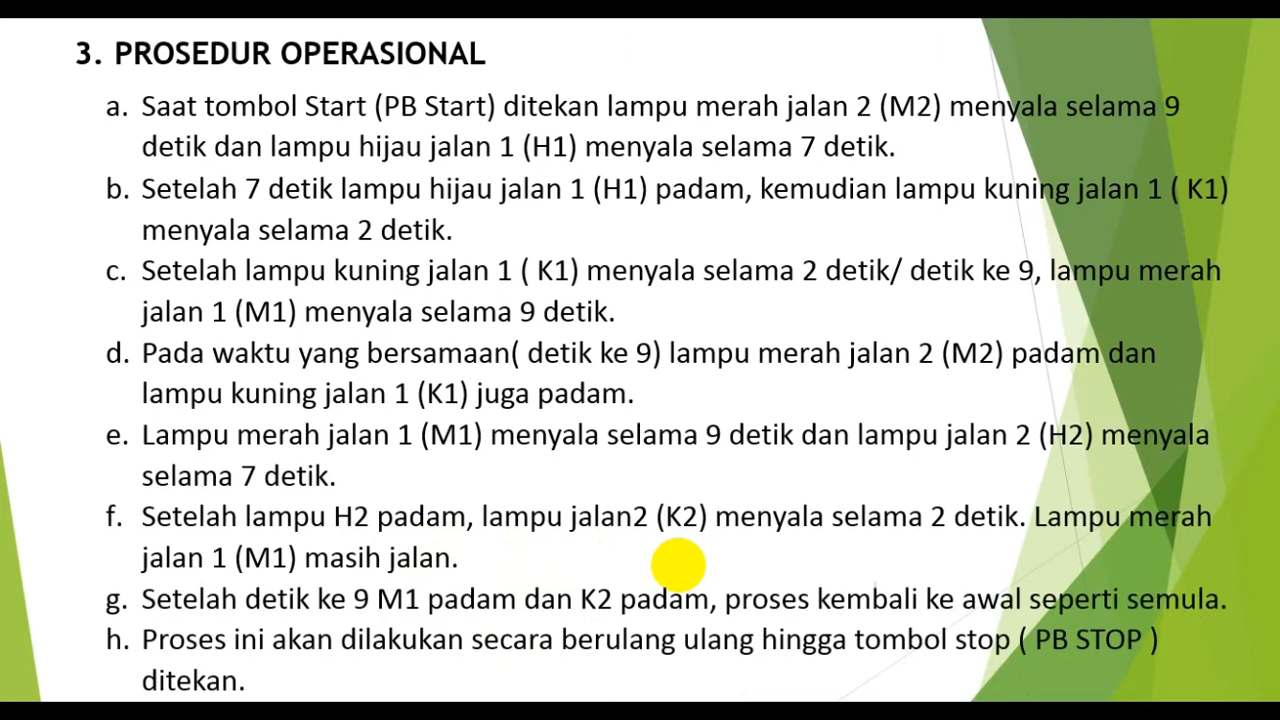 3. PROSEDUR OPERASIONAL
a. Saat tombol Start (PB Start) ditekan lampu merah jalan 2 (M2) menyala selama 9
detik dan lampu hijau jalan 1 (H1) menyala selama 7 detik.
b. Setelah 7 detik lampu hijau jalan 1 (H1) padam, kemudian lampu kuning jalan 1 ( K1)
menyala selama 2 detik.
c. Setelah lampu kuning jalan 1 ( K1) menyala selama 2 detik/ detik ke 9, lampu merah
jalan 1 (M1) menyala selama 9 detik.
d. Pada waktu yang bersamaan( detik ke 9) lampu merah jalan 2 (M2) padam dan
lampu kuning jalan 1 (K1) juga padam.
e. Lampu merah jalan 1 (M1) menyala selama 9 detik dan lampu jalan 2 (H2) menyala
selama 7 detik.
f. Setelah lampu H2 padam, lampu jalan2 (K2) menyala selama 2 detik. Lampu merah
jalan 1 (M1) masih jalan.
g. Setelah detik ke 9 M1 padam dan K2 padam, proses kembali ke awal seperti semula.
h. Proses ini akan dilakukan secara berulang ulang hingga tombol stop ( PB STOP )
ditekan.